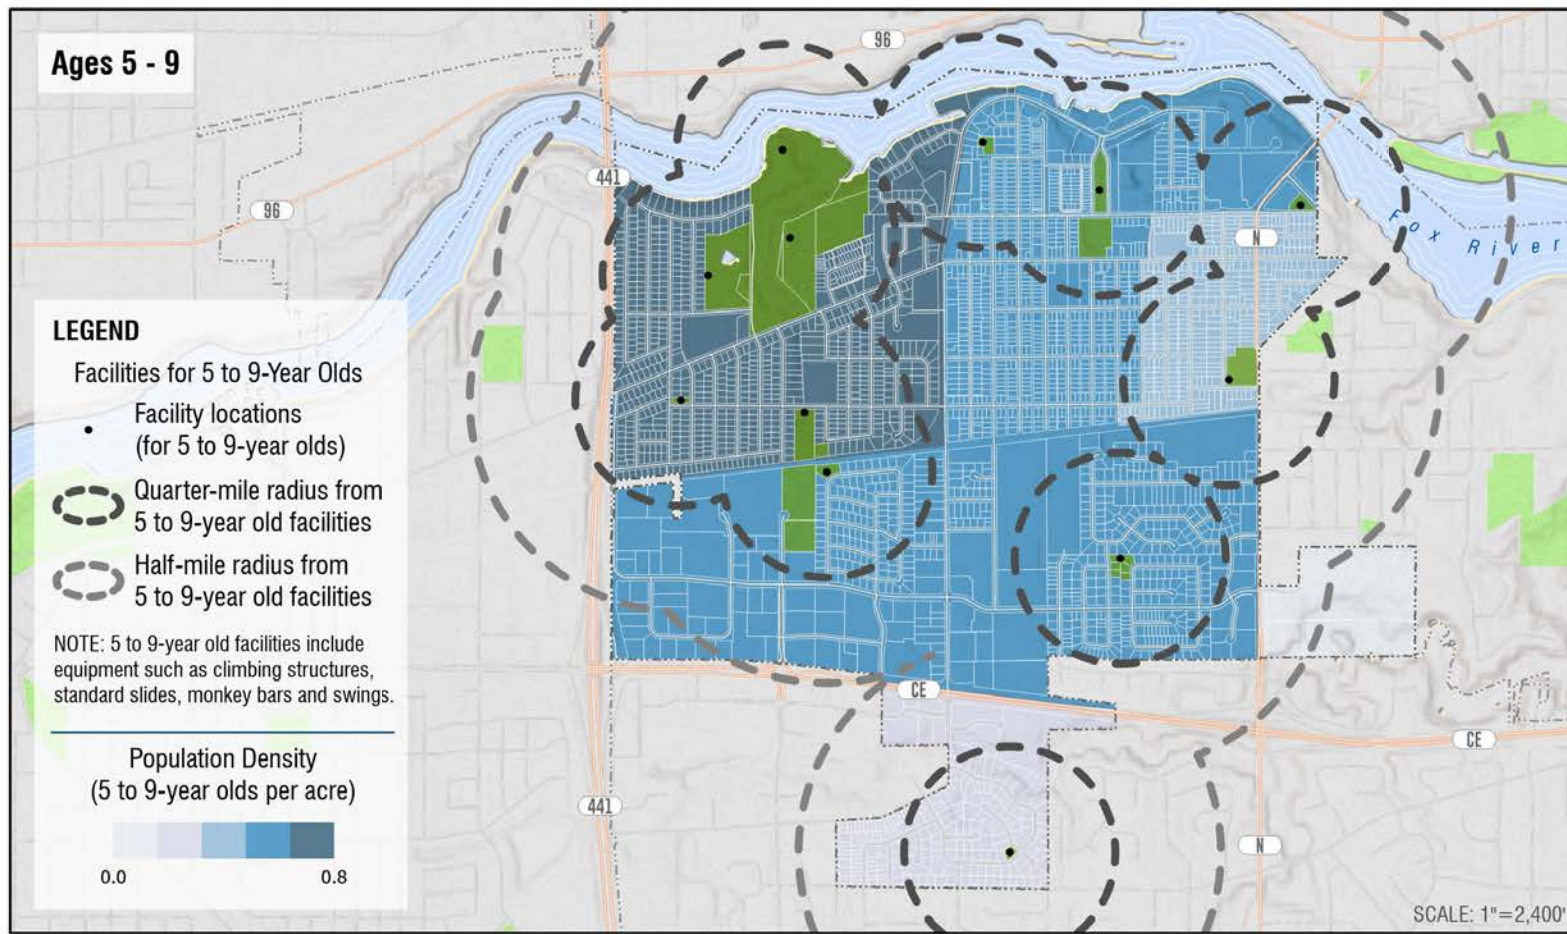 Ages 5 - 9
96
96
441
N
Fox River
LEGEND
Facilities for 5 to 9-Year Olds
Facility locations
(for 5 to 9-year olds)
Quarter-mile radius from
5 to 9-year old facilities
Half-mile radius from
5 to 9-year old facilities
NOTE: 5 to 9-year old facilities include
equipment such as climbing structures,
standard slides, monkey bars and swings.
Population Density
(5 to 9-year olds per acre)
0.0
0.8
CE
CE
441
N
SCALE: 1"=2,400'